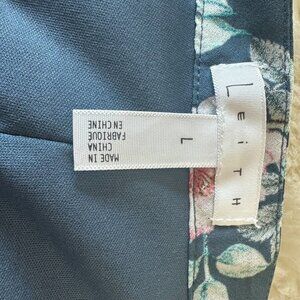 Leith
L
MADE IN
CHINA
FABRIQUÉ
EN CHINE